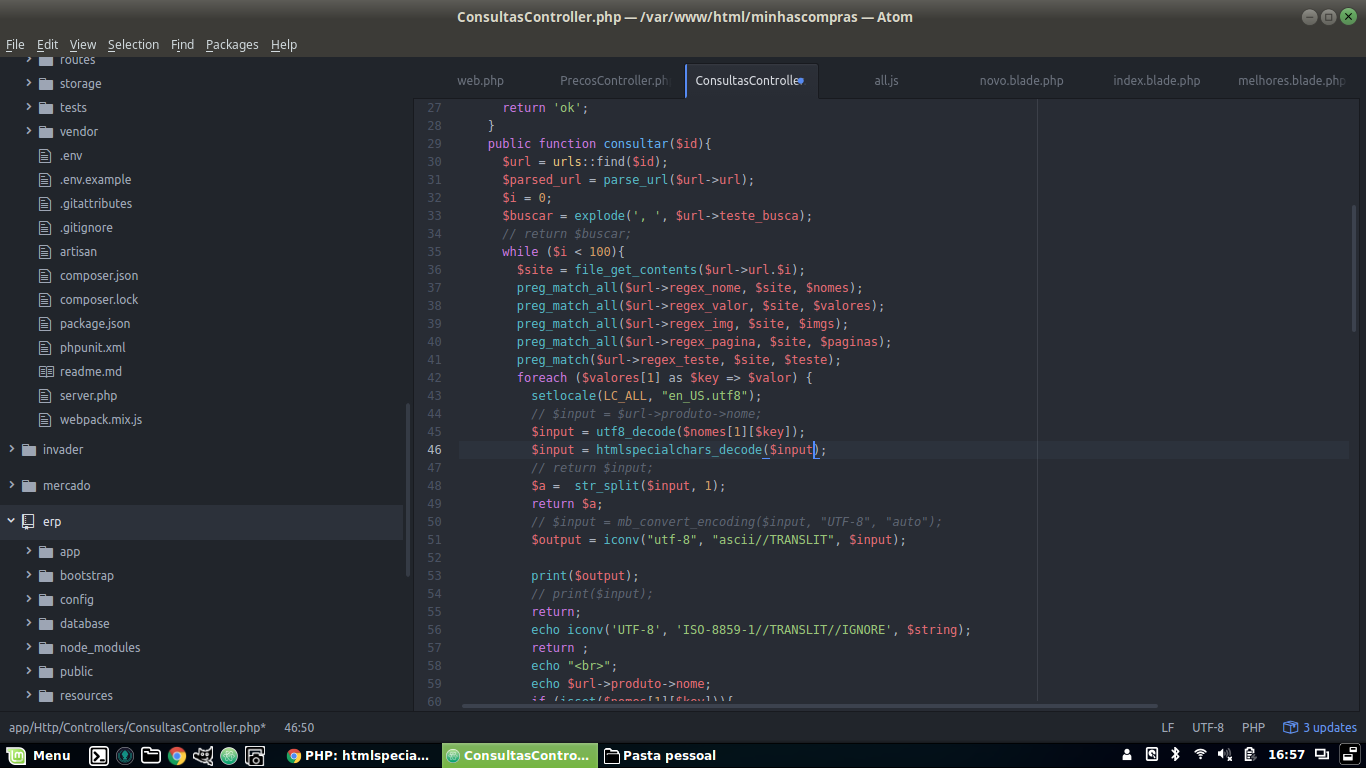 ConsultasController.php — /var/www/html/minhascompras — Atom
File Edit View Selection Find Packages Help
routes
storage
tests
vendor
.env
.env.example
.gitattributes
.gitignore
artisan
composer.json
composer.lock
package.json
phpunit.xml
readme.md
server.php
webpack.mix.js
invader
mercado
erp
app
bootstrap
config
database
node_modules
public
resources
web.php PrecosController.ph ConsultasControlle all.js novo.blade.php index.blade.php melhores.blade.php
27 return 'ok';
28 }
29 public function consultar($id){
30 $url = urls::find($id);
31 $parsed_url = parse_url($url->url);
32 $i = 0;
33 $buscar = explode(', ', $url->teste_busca);
34 // return $buscar;
35 while ($i < 100){
36 $site = file_get_contents($url->url.$i);
37 preg_match_all($url->regex_nome, $site, $nomes);
38 preg_match_all($url->regex_valor, $site, $valores);
39 preg_match_all($url->regex_img, $site, $imgs);
40 preg_match_all($url->regex_pagina, $site, $paginas);
41 preg_match($url->regex_teste, $site, $teste);
42 foreach ($valores[1] as $key => $valor) {
43 setlocale(LC_ALL, "en_US.utf8");
44 // $input = $url->produto->nome;
45 $input = utf8_decode($nomes[1][$key]);
46 $input = htmlspecialchars_decode($input);
47 // return $input;
48 $a =  str_split($input, 1);
49 return $a;
50 // $input = mb_convert_encoding($input, "UTF-8", "auto");
51 $output = iconv("utf-8", "ascii//TRANSLIT", $input);
52
53 print($output);
54 // print($input);
55 return;
56 echo iconv('UTF-8', 'ISO-8859-1//TRANSLIT//IGNORE', $string);
57 return ;
58 echo "<br>";
59 echo $url->produto->nome;
60 if (isset($nomes[1][$key])){
app/Http/Controllers/ConsultasController.php* 46:50 LF UTF-8 PHP 3 updates
Menu PHP: htmlspecia... ConsultasContro... Pasta pessoal 16:57